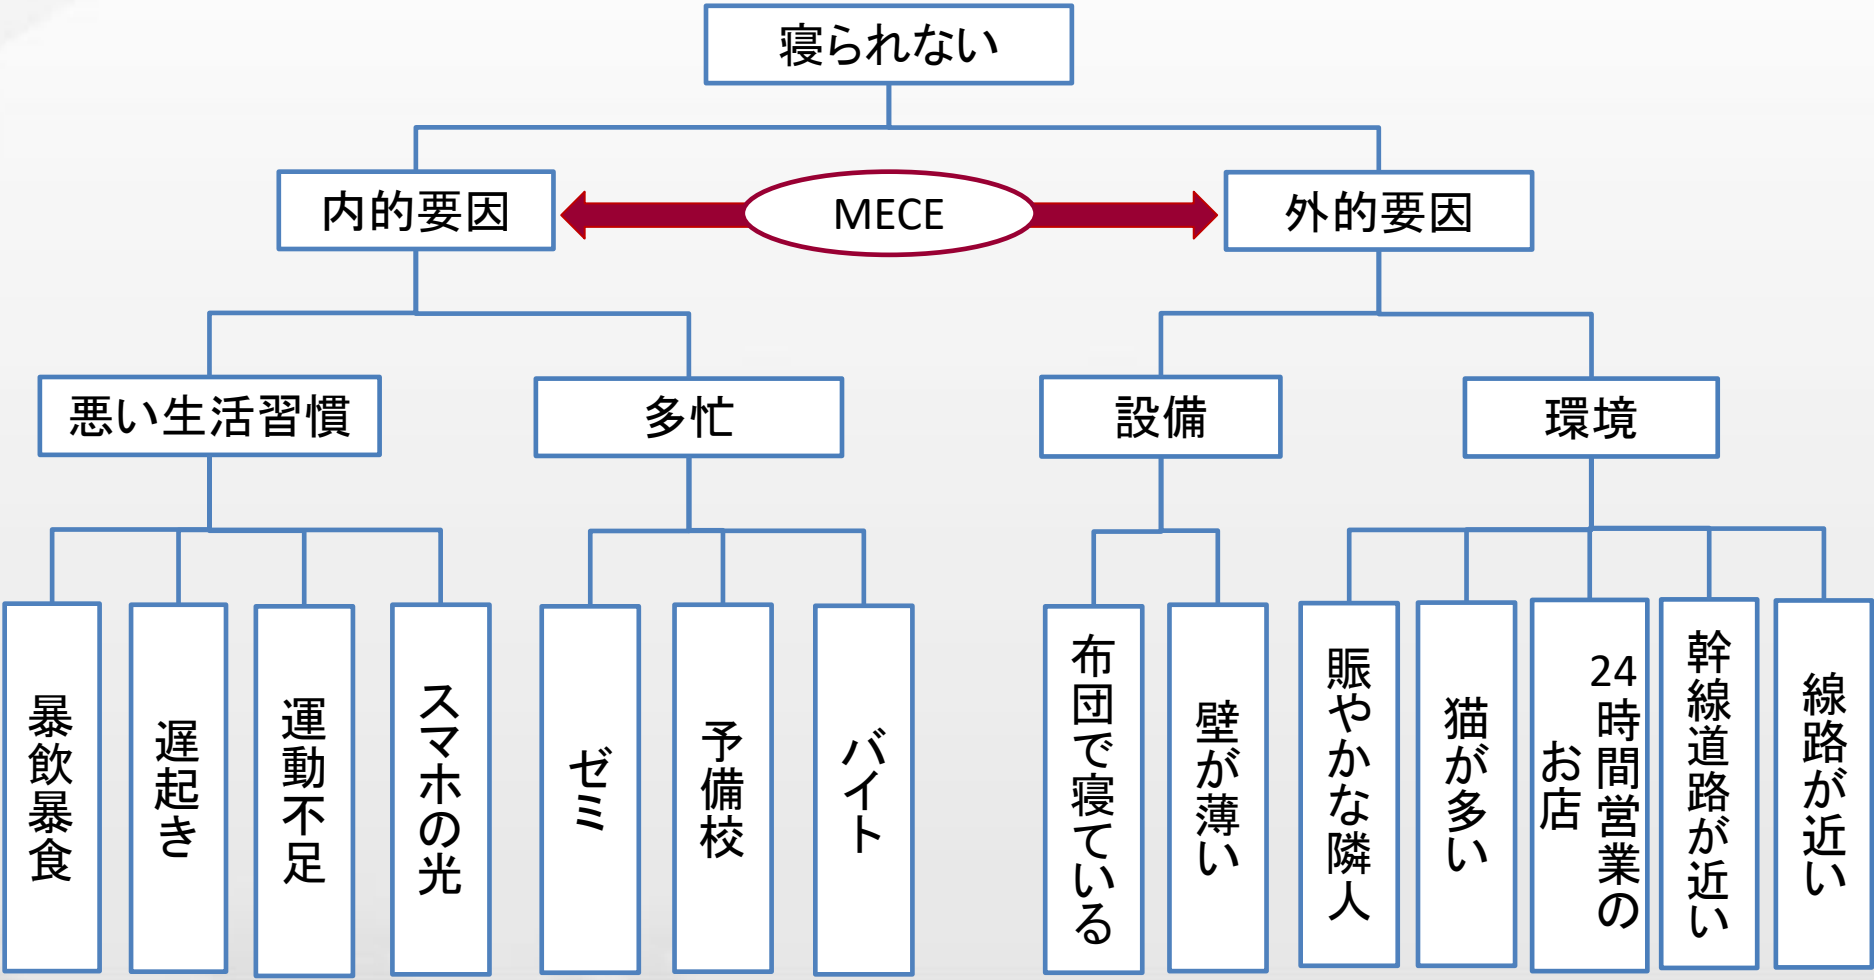 寝られない
内的要因
MECE
外的要因
悪い生活習慣
多忙
設備
環境
暴飲暴食
遅起き
運動不足
スマホの光
ゼミ
予備校
バイト
布団で寝ている
壁が薄い
賑やかな隣人
猫が多い
24時間営業の
お店
幹線道路が近い
線路が近い